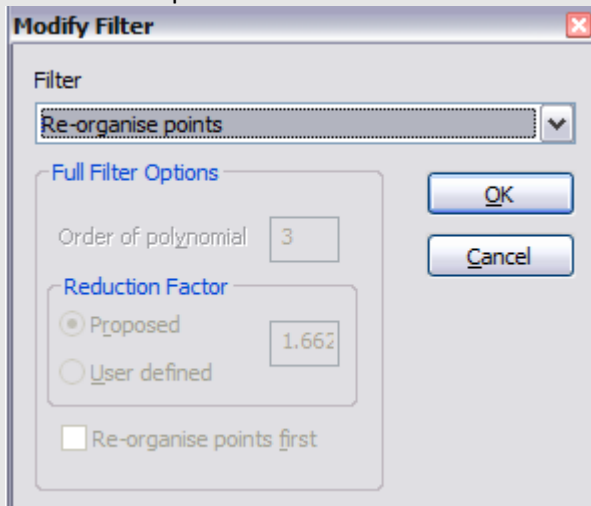 Modify Filter
Filter
Re-organise points
Full Filter Options
OK
Order of polynomial 3
Cancel
Reduction Factor
Proposed
1.662
User defined
Re-organise points first